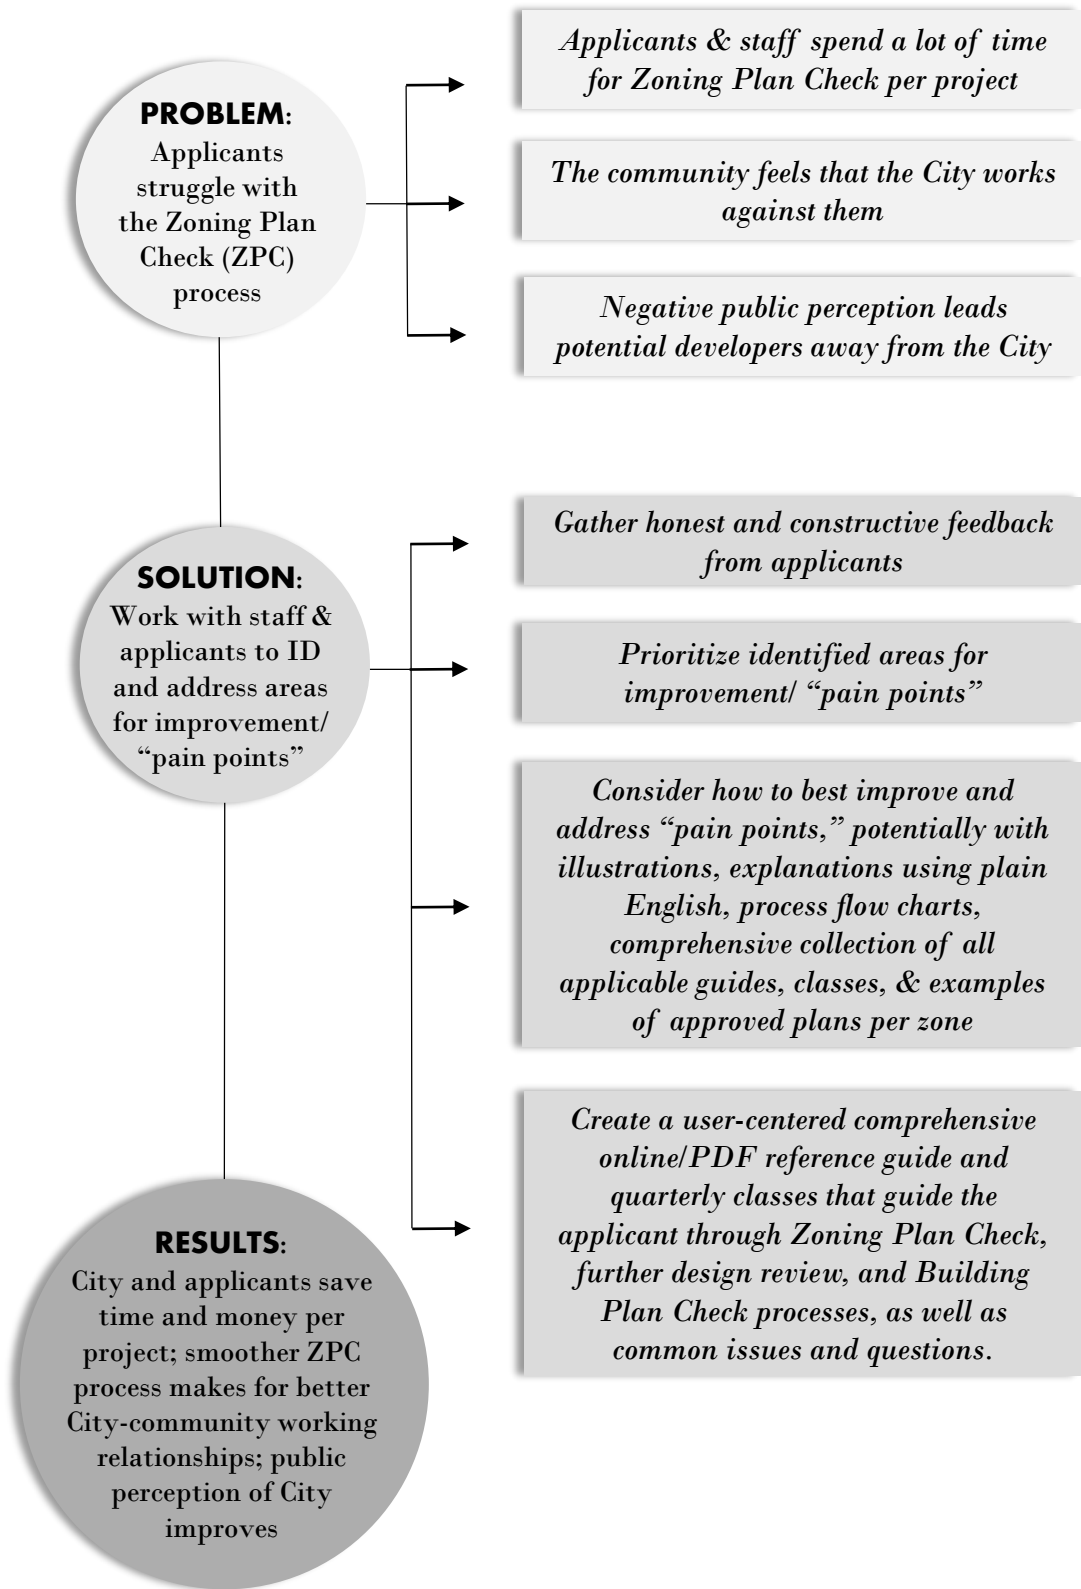 PROBLEM:
Applicants
struggle with
the Zoning Plan
Check (ZPC)
process
Applicants & staff spend a lot of time
for Zoning Plan Check per project
The community feels that the City works
against them
Negative public perception leads
potential developers away from the City
SOLUTION:
Work with staff &
applicants to ID
and address areas
for improvement/
“pain points”
Gather honest and constructive feedback
from applicants
Prioritize identified areas for
improvement/ “pain points”
Consider how to best improve and
address “pain points,” potentially with
illustrations, explanations using plain
English, process flow charts,
comprehensive collection of all
applicable guides, classes, & examples
of approved plans per zone
Create a user-centered comprehensive
online/PDF reference guide and
quarterly classes that guide the
applicant through Zoning Plan Check,
further design review, and Building
Plan Check processes, as well as
common issues and questions.
RESULTS:
City and applicants save
time and money per
project; smoother ZPC
process makes for better
City-community working
relationships; public
perception of City
improves